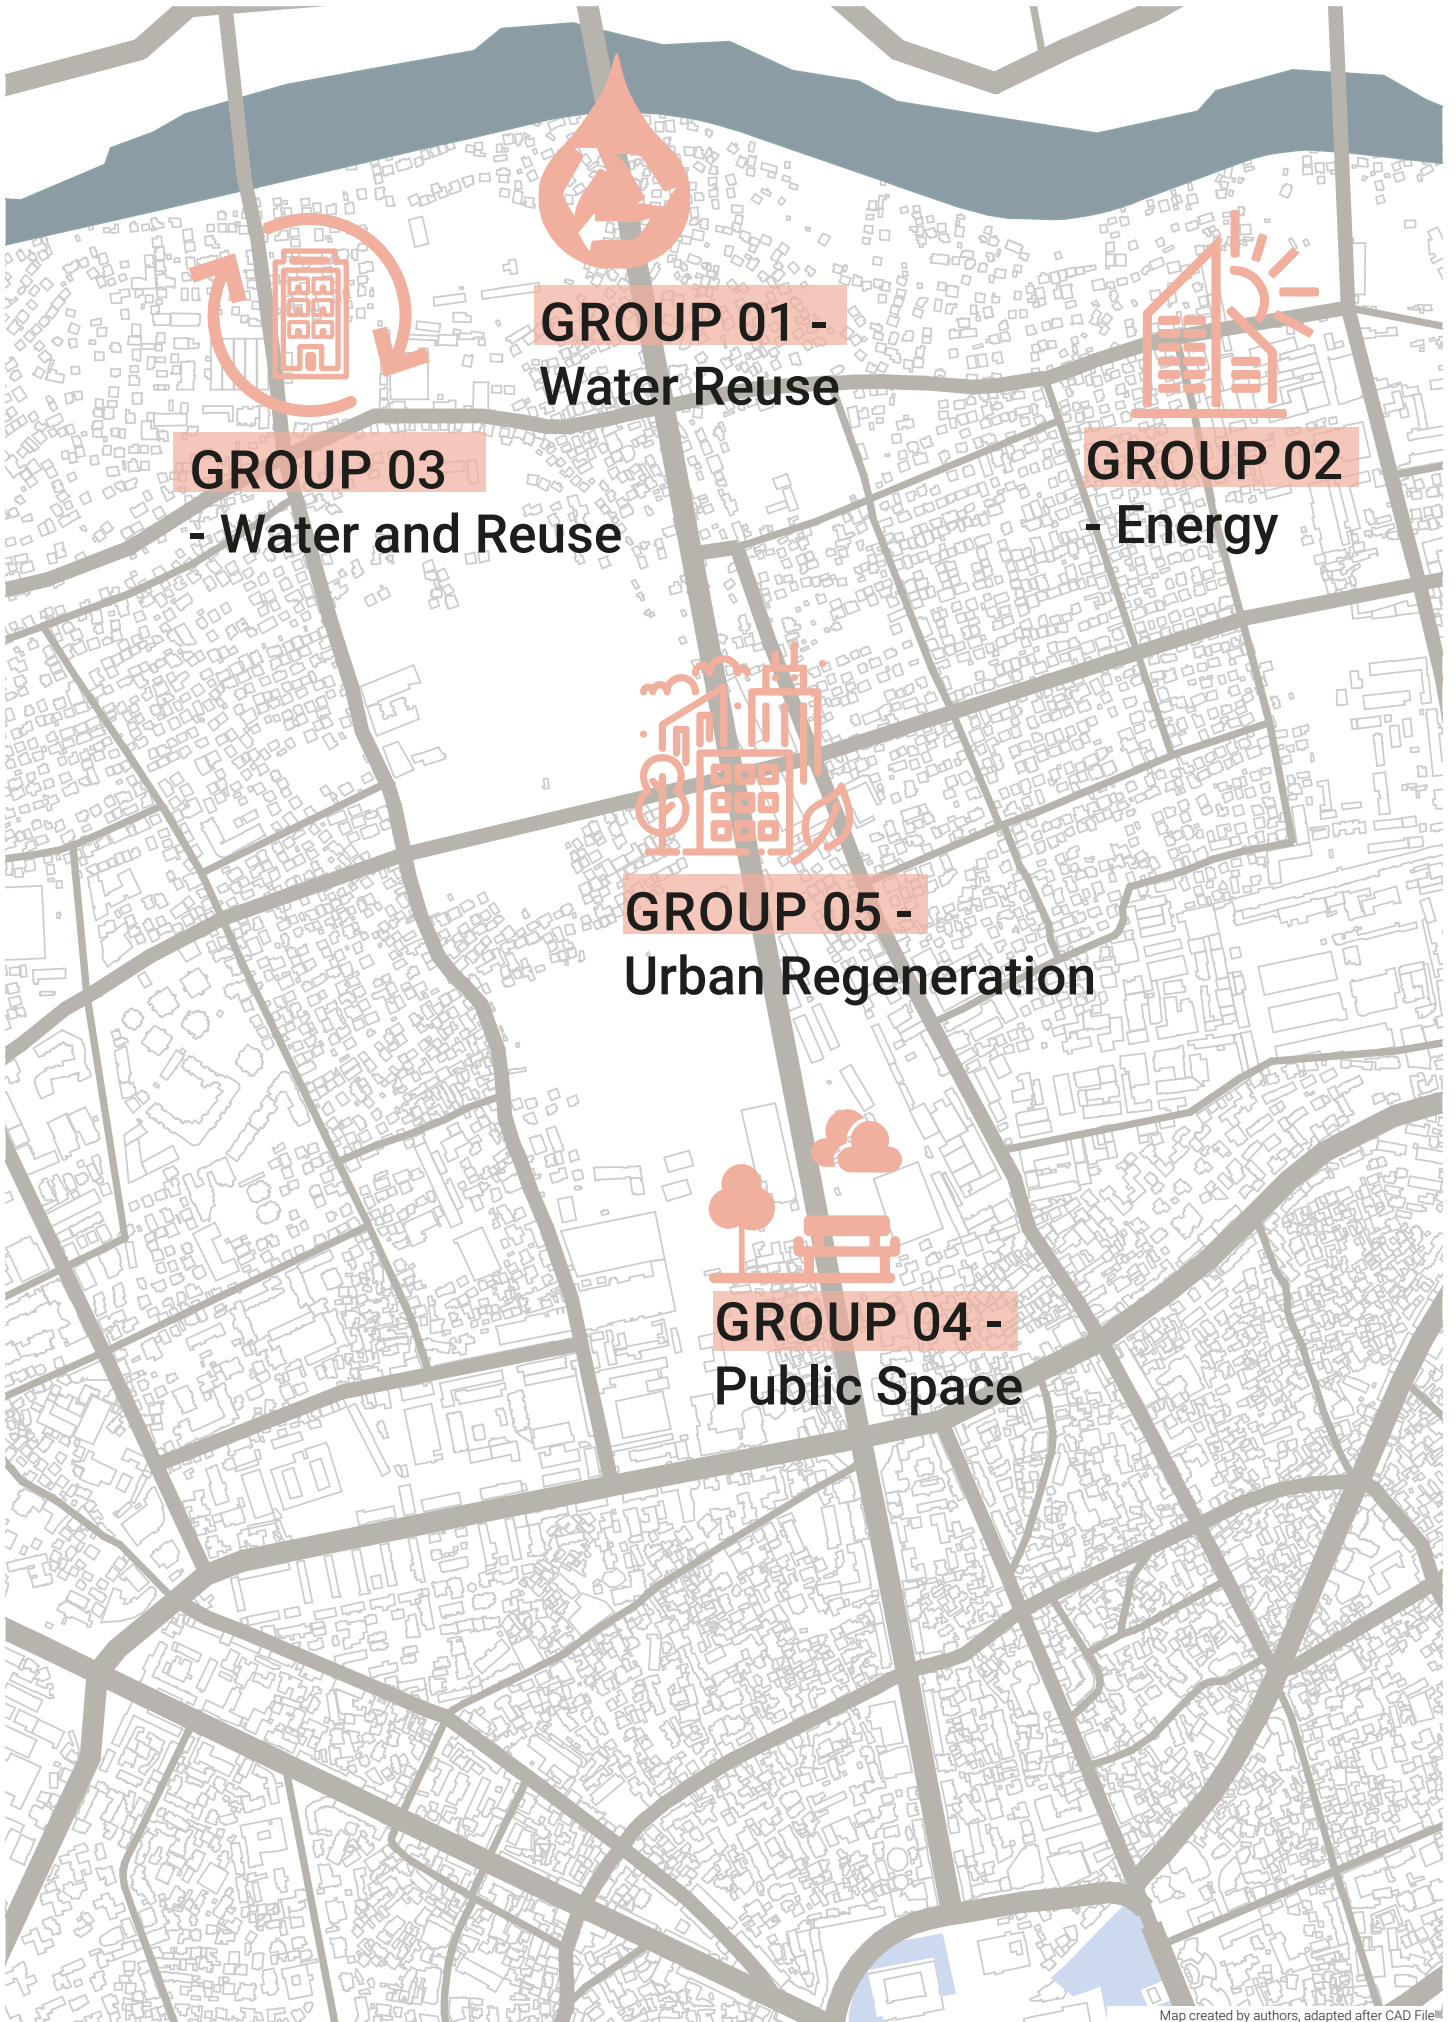 GROUP 01 -
Water Reuse
GROUP 02
- Energy
GROUP 03
- Water and Reuse
GROUP 05 -
Urban Regeneration
GROUP 04 -
Public Space
Map created by authors, adapted after CAD File